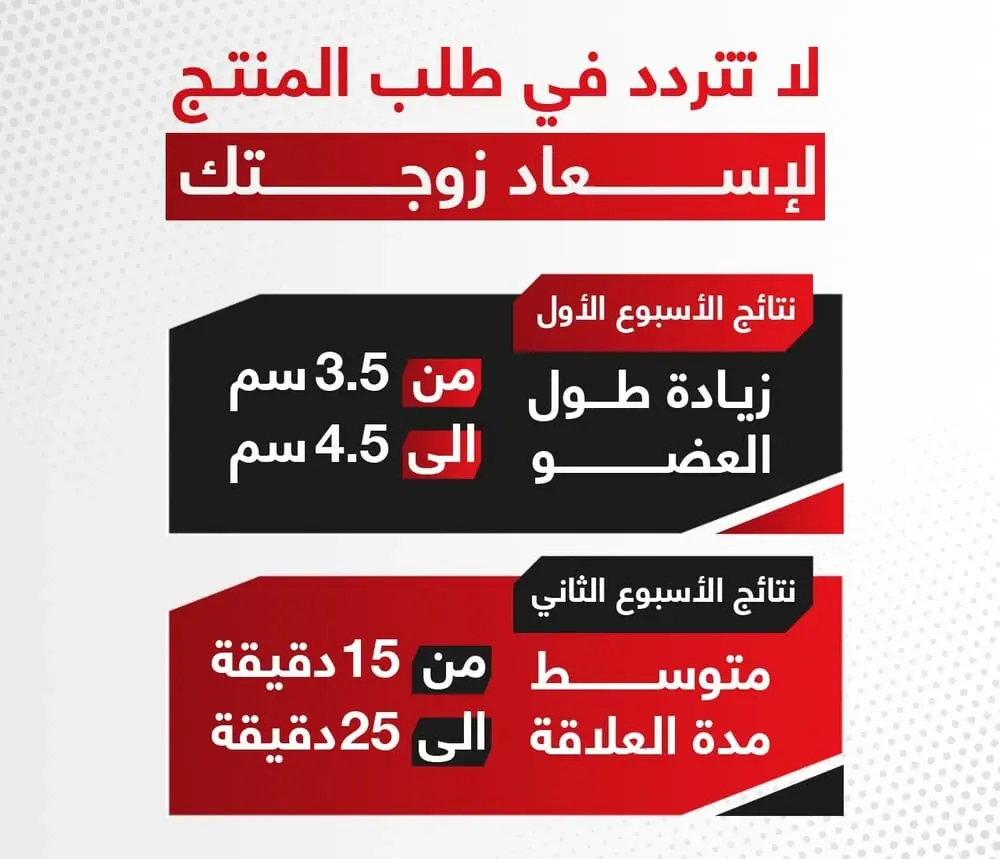 لا تتردد في طلب المنتج
لإسعاد زوجتك
نتائج الأسبوع الأول
زيادة طول
العضو
من 3.5 سم
الى 4.5 سم
نتائج الأسبوع الثاني
متوسط
مدة العلاقة
من 15 دقيقة
الى 25 دقيقة